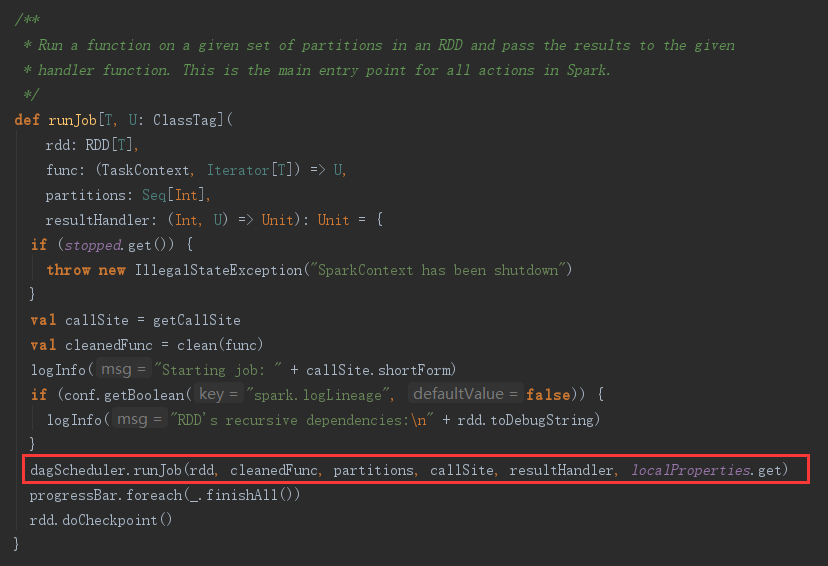 /**
 * Run a function on a given set of partitions in an RDD and pass the results to the given
 * handler function. This is the main entry point for all actions in Spark.
 */
def runJob[T, U: ClassTag](
    rdd: RDD[T],
    func: (TaskContext, Iterator[T]) => U,
    partitions: Seq[Int],
    resultHandler: (Int, U) => Unit): Unit = {
  if (stopped.get()) {
    throw new IllegalStateException("SparkContext has been shutdown")
  }
  val callSite = getCallSite
  val cleanedFunc = clean(func)
  logInfo( msg = "Starting job: " + callSite.shortForm)
  if (conf.getBoolean( key = "spark.logLineage", defaultValue = false)) {
    logInfo( msg = "RDD's recursive dependencies:\n" + rdd.toDebugString)
  }
  dagScheduler.runJob(rdd, cleanedFunc, partitions, callSite, resultHandler, localProperties.get)
  progressBar.foreach(_.finishAll())
  rdd.doCheckpoint()
}